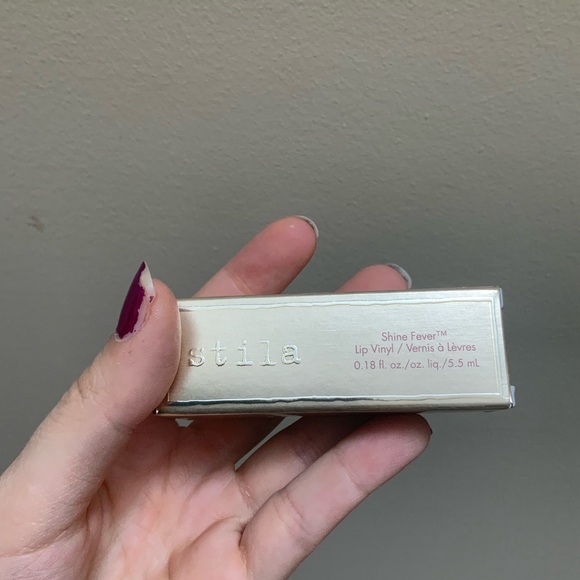 stila
Shine Fever™
Lip Vinyl / Vernis à Lèvres
0.18 fl. oz./oz. liq./5.5 mL